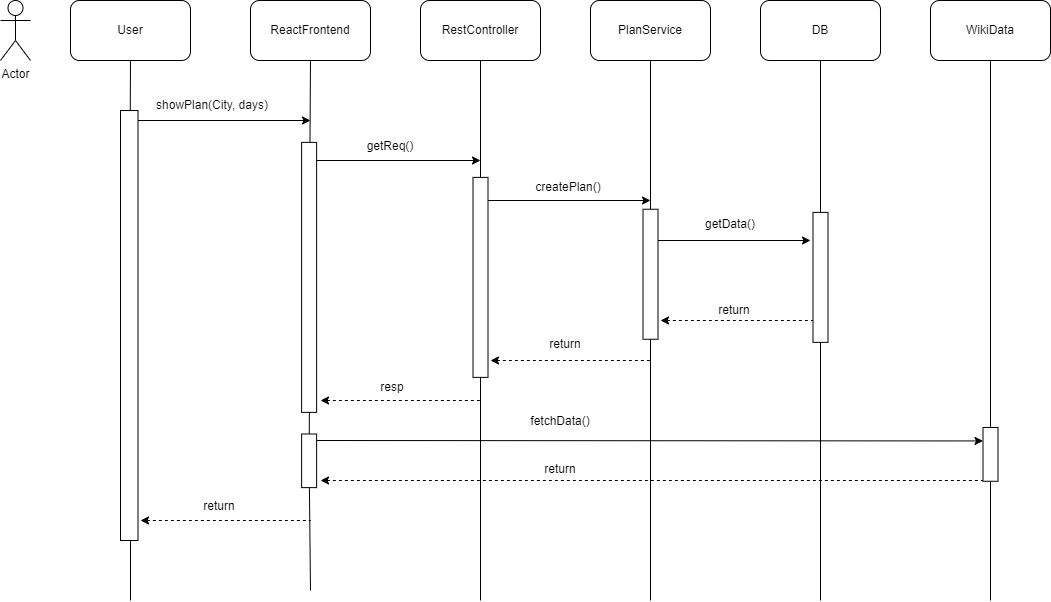 User
ReactFrontend
RestController
PlanService
DB
WikiData
Actor
showPlan(City, days)
getReq()
createPlan()
getData()
return
return
resp
fetchData()
return
return